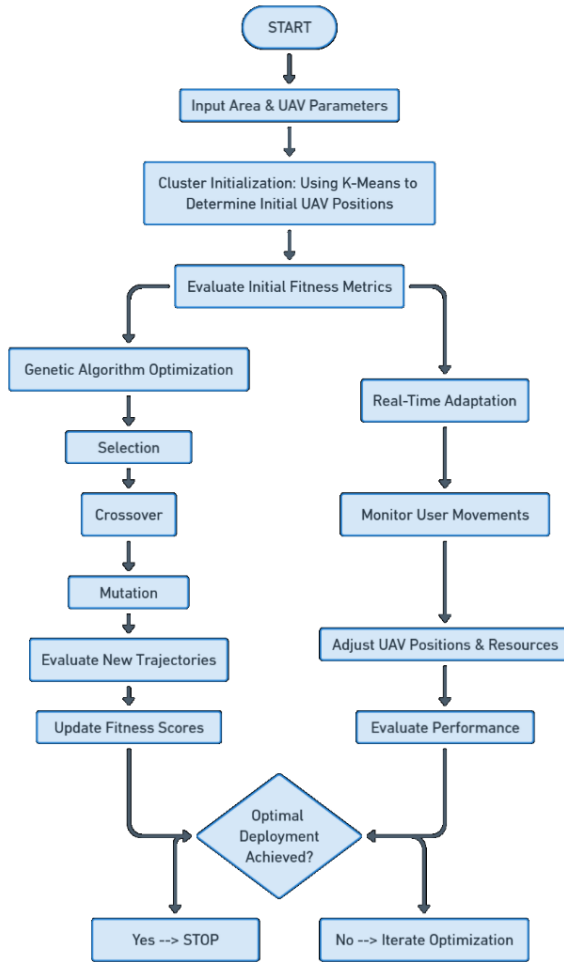 START
Input Area & UAV Parameters
Cluster Initialization: Using K-Means to
Determine Initial UAV Positions
Evaluate Initial Fitness Metrics
Genetic Algorithm Optimization
Selection
Crossover
Mutation
Evaluate New Trajectories
Update Fitness Scores
Real-Time Adaptation
Monitor User Movements
Adjust UAV Positions & Resources
Evaluate Performance
Optimal
Deployment
Achieved?
Yes --> STOP
No --> Iterate Optimization